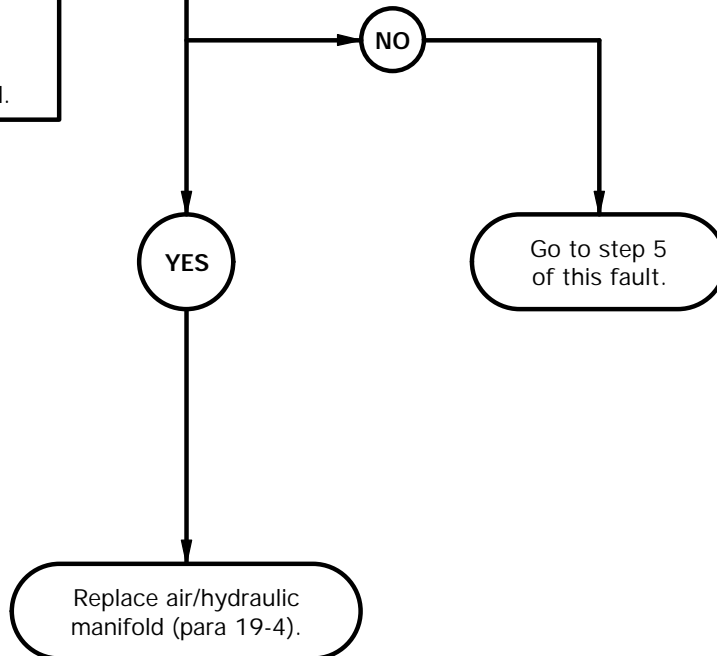 NO
YES
Go to step 5
of this fault.
Replace air/hydraulic
manifold (para 19-4).